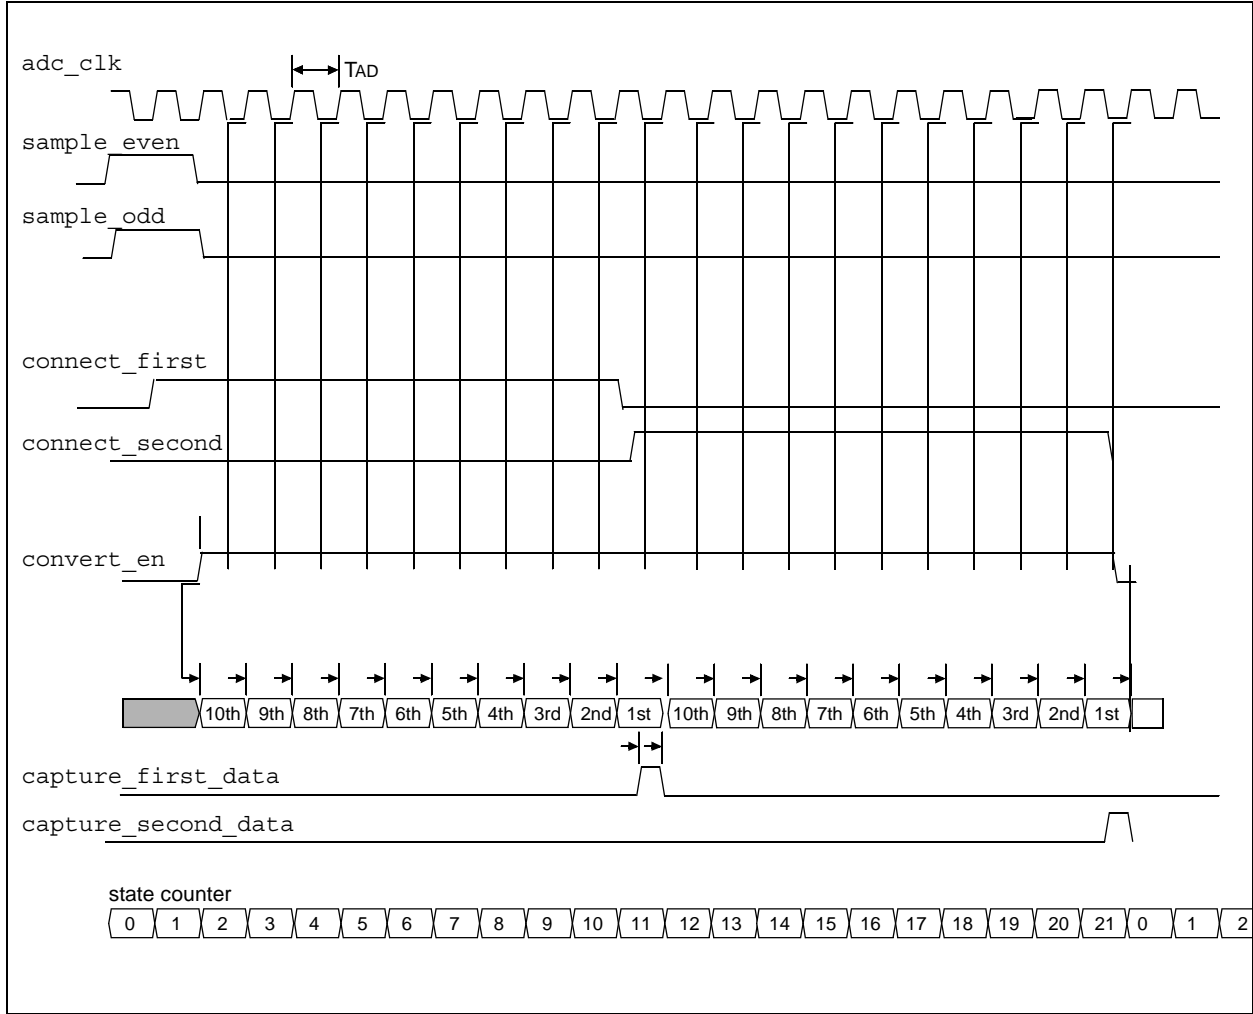 adc_clk
TAD
sample_even
sample_odd
connect_first
connect_second
convert_en
10th 9th 8th 7th 6th 5th 4th 3rd 2nd 1st 10th 9th 8th 7th 6th 5th 4th 3rd 2nd 1st
capture_first_data
capture_second_data
state counter
0 1 2 3 4 5 6 7 8 9 10 11 12 13 14 15 16 17 18 19 20 21 0 1 2